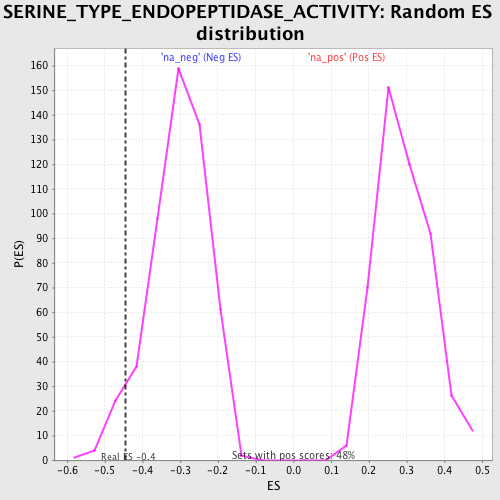 SERINE_TYPE_ENDOPEPTIDASE_ACTIVITY: Random ES
distribution
'na_neg' (Neg ES) 'na_pos' (Pos ES)
160
150
140
130
120
110
100
90
80
70
60
50
40
30
20
10
0
P(ES)
Real ES -0.4
Sets with pos scores: 48%
-0.6 -0.5 -0.4 -0.3 -0.2 -0.1 0.0 0.1 0.2 0.3 0.4 0.5
ES